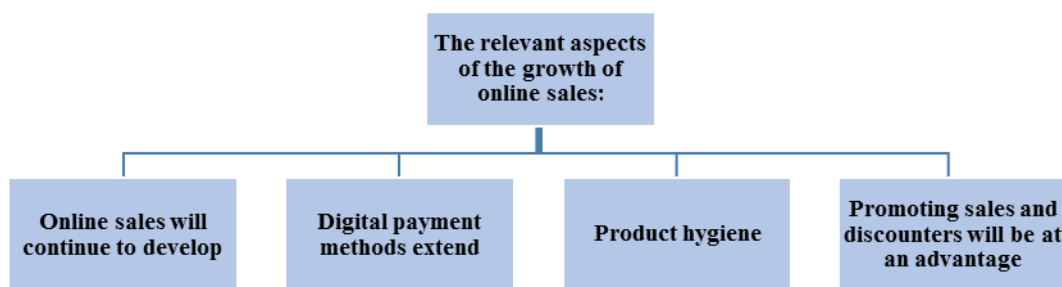 The relevant aspects
of the growth of
online sales:
Online sales will
continue to develop
Digital payment
methods extend
Product hygiene
Promoting sales and
discounters will be at
an advantage